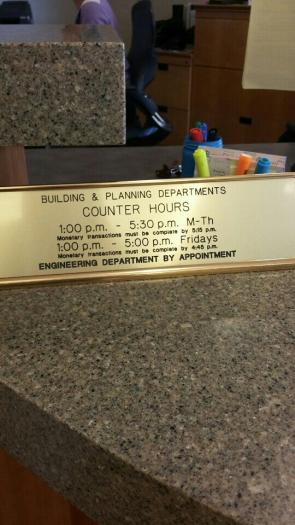 BUILDING & PLANNING DEPARTMENTS
COUNTER HOURS
1:00 p.m. - 5:30 p.m. M-Th
Monetary transactions must be complete by 5:15 p.m.
1:00 p.m. - 5:00 p.m. Fridays
Monetary transactions must be complete by 4:45 p.m.
ENGINEERING DEPARTMENT BY APPOINTMENT